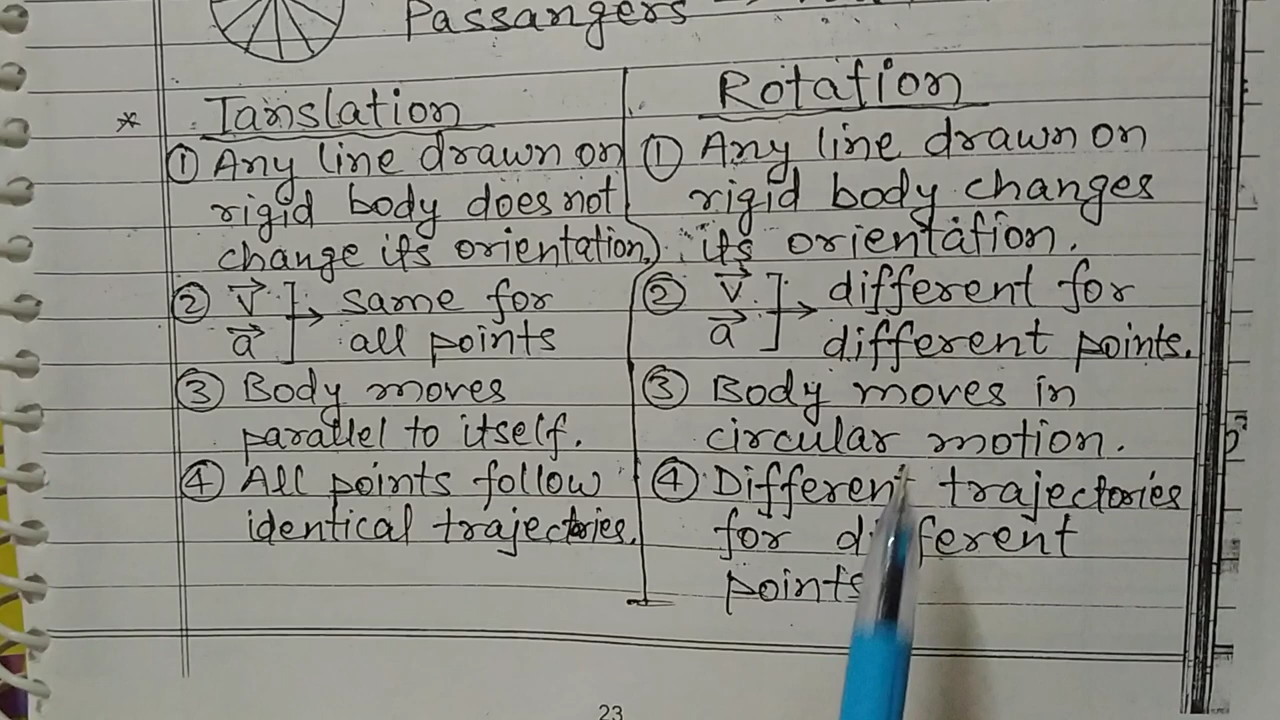 Passangers
* Tanslation
① Any line drawn on
rigid body does not
change its orientation.
② v⃗ ] → same for
a⃗ all points
③ Body moves
parallel to itself.
④ All points follow
identical trajectories.
Rotation
① Any line drawn on
rigid body changes
its orientation.
② v⃗ ] → different for
a⃗ different points.
③ Body moves in
circular motion.
④ Different trajectories
for different
points
23